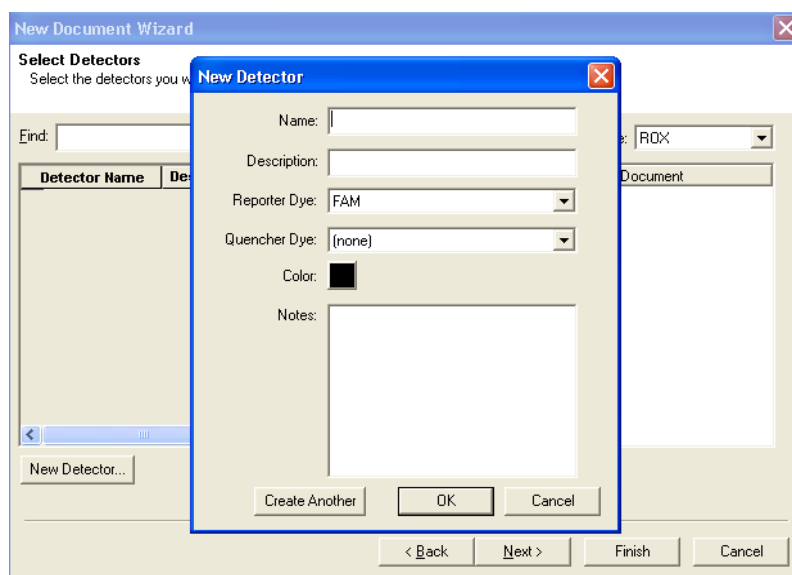 New Document Wizard
Select Detectors
Select the detectors you w
New Detector
Find:
Name:
Description:
Reporter Dye: FAM
Quencher Dye: (none)
Color:
Notes:
e: ROX
Detector Name Des
Document
New Detector...
Create Another OK Cancel
< Back Next > Finish Cancel